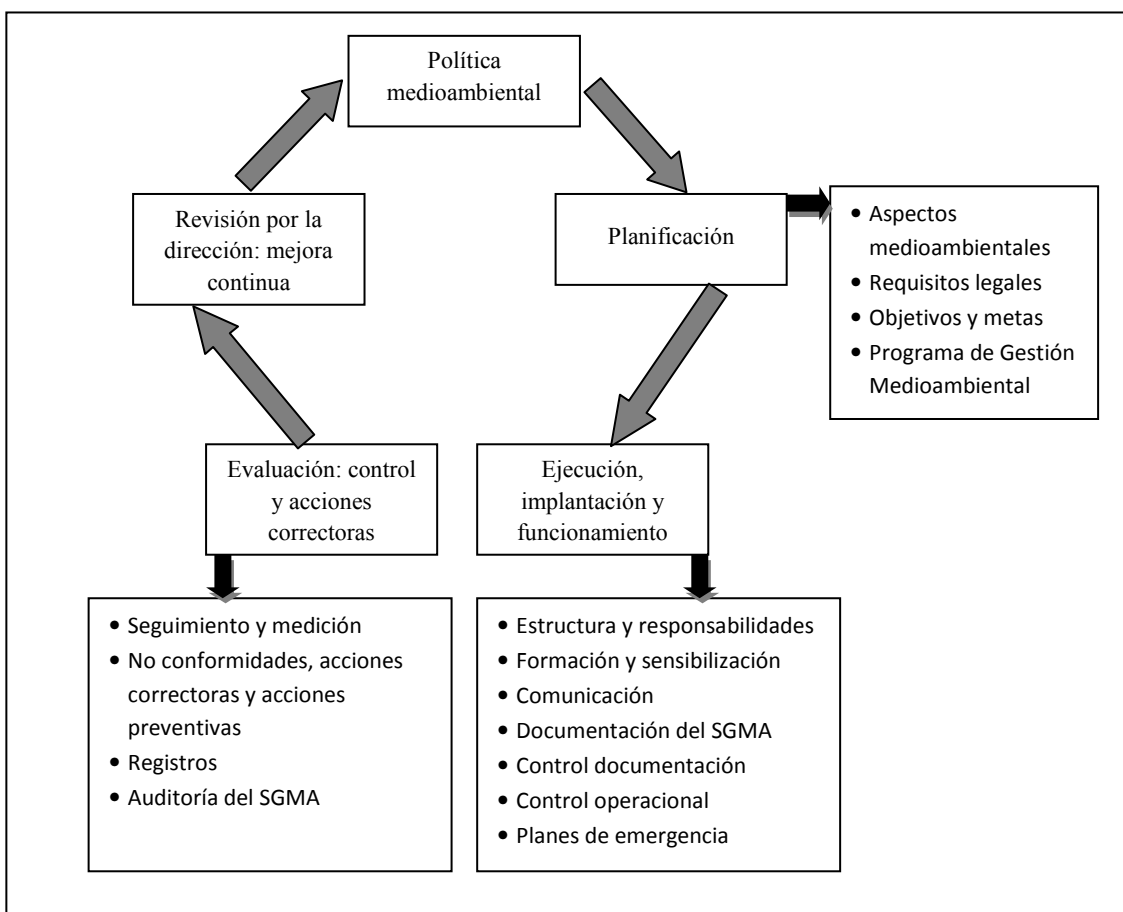 Política
medioambiental
Revisión por la
dirección: mejora
continua
Planificación
• Aspectos
medioambientales
• Requisitos legales
• Objetivos y metas
• Programa de Gestión
Medioambiental
Evaluación: control
y acciones
correctoras
Ejecución,
implantación y
funcionamiento
• Seguimiento y medición
• No conformidades, acciones
correctoras y acciones
preventivas
• Registros
• Auditoría del SGMA
• Estructura y responsabilidades
• Formación y sensibilización
• Comunicación
• Documentación del SGMA
• Control documentación
• Control operacional
• Planes de emergencia